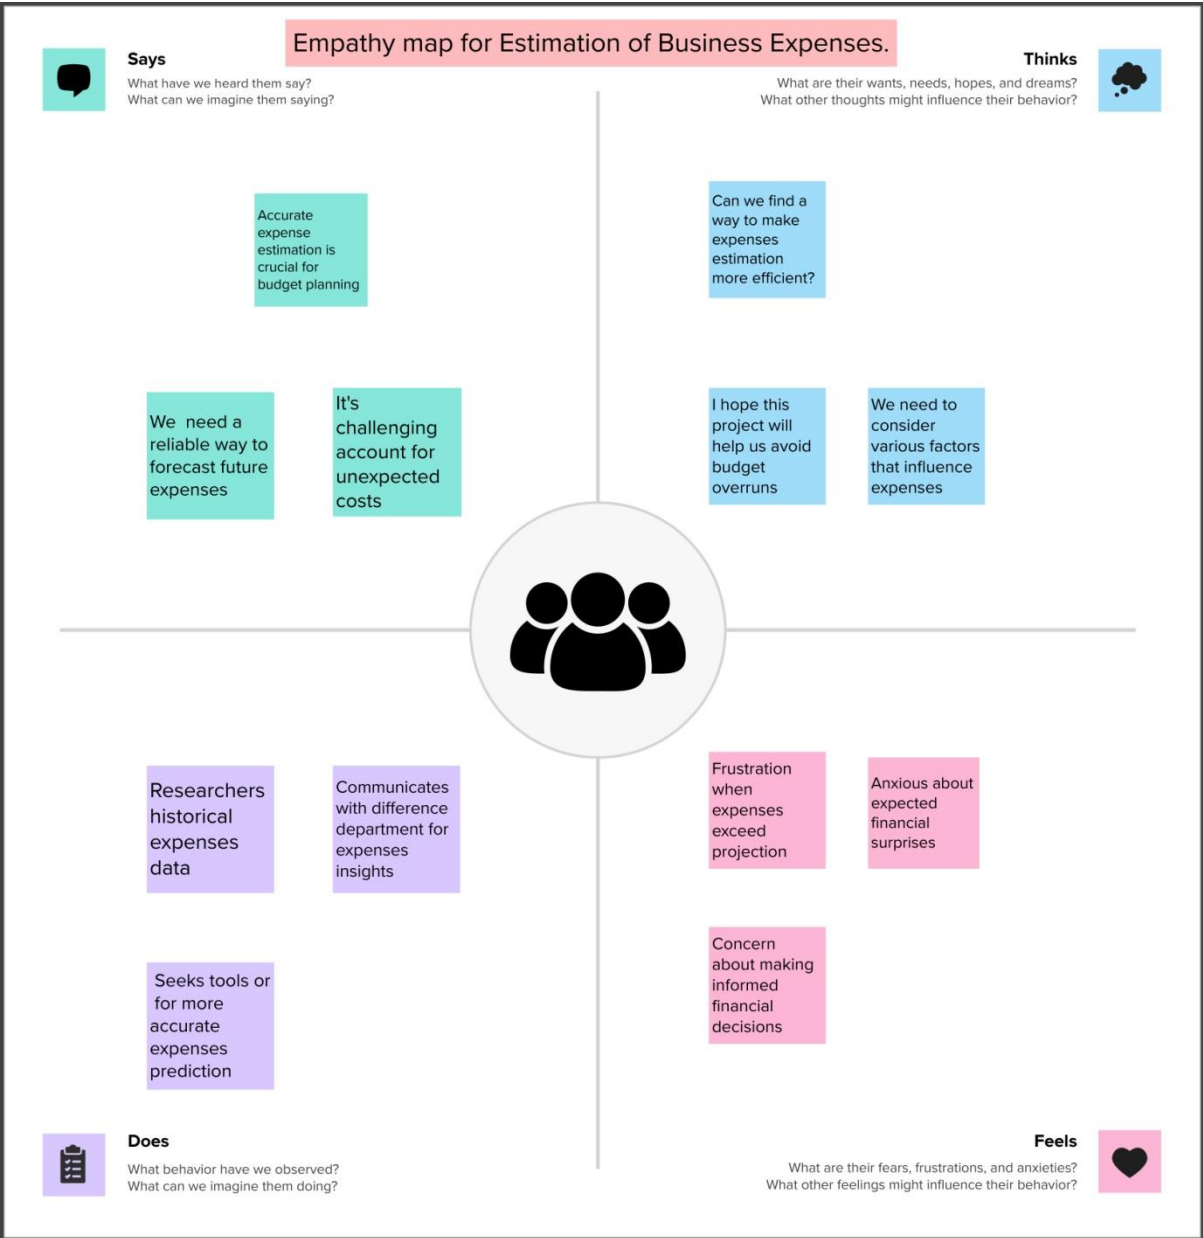 Empathy map for Estimation of Business Expenses.
Says
What have we heard them say?
What can we imagine them saying?
Thinks
What are their wants, needs, hopes, and dreams?
What other thoughts might influence their behavior?
Accurate
expense
estimation is
crucial for
budget planning
We  need a
reliable way to
forecast future
expenses
It's
challenging
account for
unexpected
costs
Can we find a
way to make
expenses
estimation
more efficient?
I hope this
project will
help us avoid
budget
overruns
We need to
consider
various factors
that influence
expenses
Researchers
historical
expenses
data
Communicates
with difference
department for
expenses
insights
Seeks tools or
for more
accurate
expenses
prediction
Frustration
when
expenses
exceed
projection
Anxious about
expected
financial
surprises
Concern
about making
informed
financial
decisions
Does
What behavior have we observed?
What can we imagine them doing?
Feels
What are their fears, frustrations, and anxieties?
What other feelings might influence their behavior?